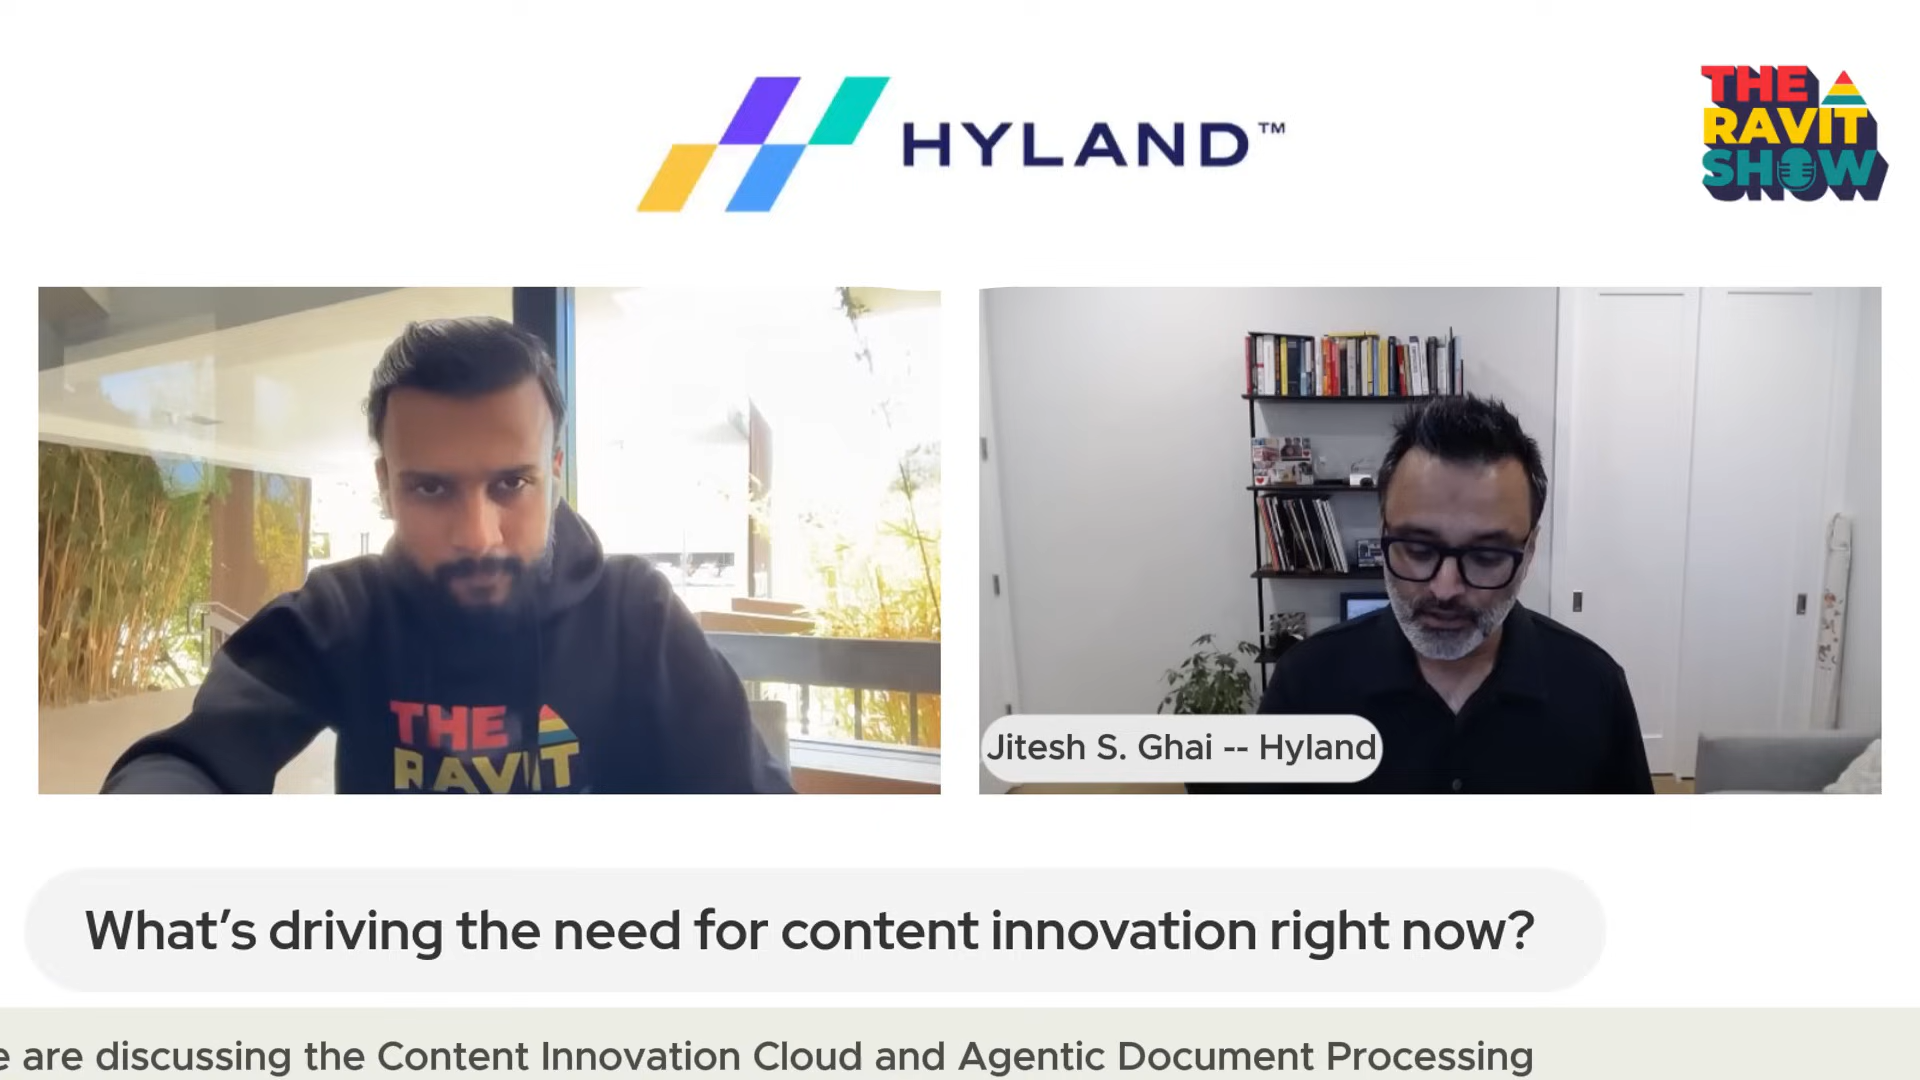 HYLAND™
THE
RAVIT
SHOW
THE
RAVIT
Jitesh S. Ghai -- Hyland
What's driving the need for content innovation right now?
e are discussing the Content Innovation Cloud and Agentic Document Processing